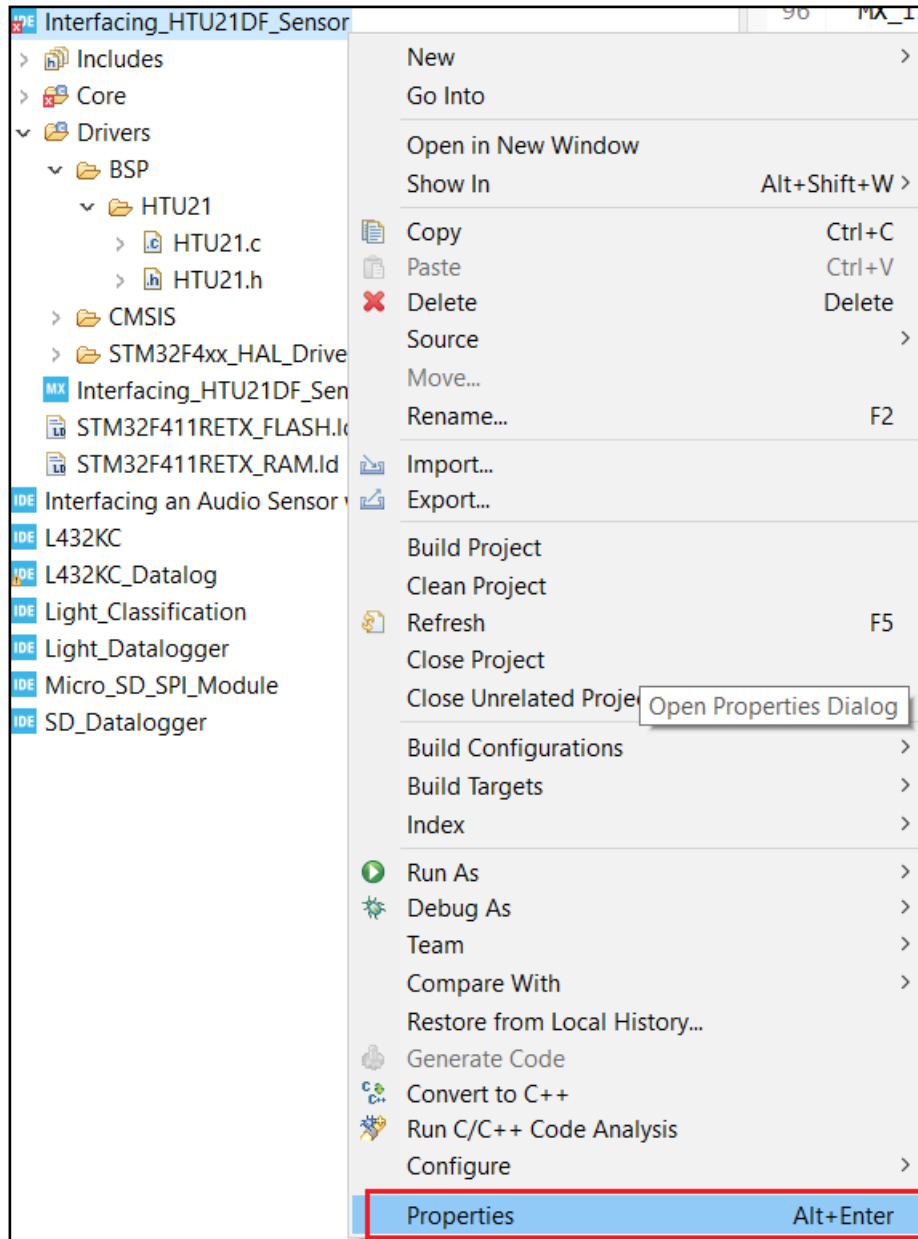 Interfacing_HTU21DF_Sensor
Includes
Core
Drivers
BSP
HTU21
HTU21.c
HTU21.h
CMSIS
STM32F4xx_HAL_Drive
Interfacing_HTU21DF_Sen
STM32F411RETX_FLASH.ld
STM32F411RETX_RAM.ld
Interfacing an Audio Sensor
L432KC
L432KC_Datalog
Light_Classification
Light_Datalogger
Micro_SD_SPI_Module
SD_Datalogger
96
New
Go Into
Open in New Window
Show In Alt+Shift+W
Copy Ctrl+C
Paste Ctrl+V
Delete Delete
Source
Move...
Rename... F2
Import...
Export...
Build Project
Clean Project
Refresh F5
Close Project
Close Unrelated Proje
Open Properties Dialog
Build Configurations
Build Targets
Index
Run As
Debug As
Team
Compare With
Restore from Local History...
Generate Code
Convert to C++
Run C/C++ Code Analysis
Configure
Properties Alt+Enter